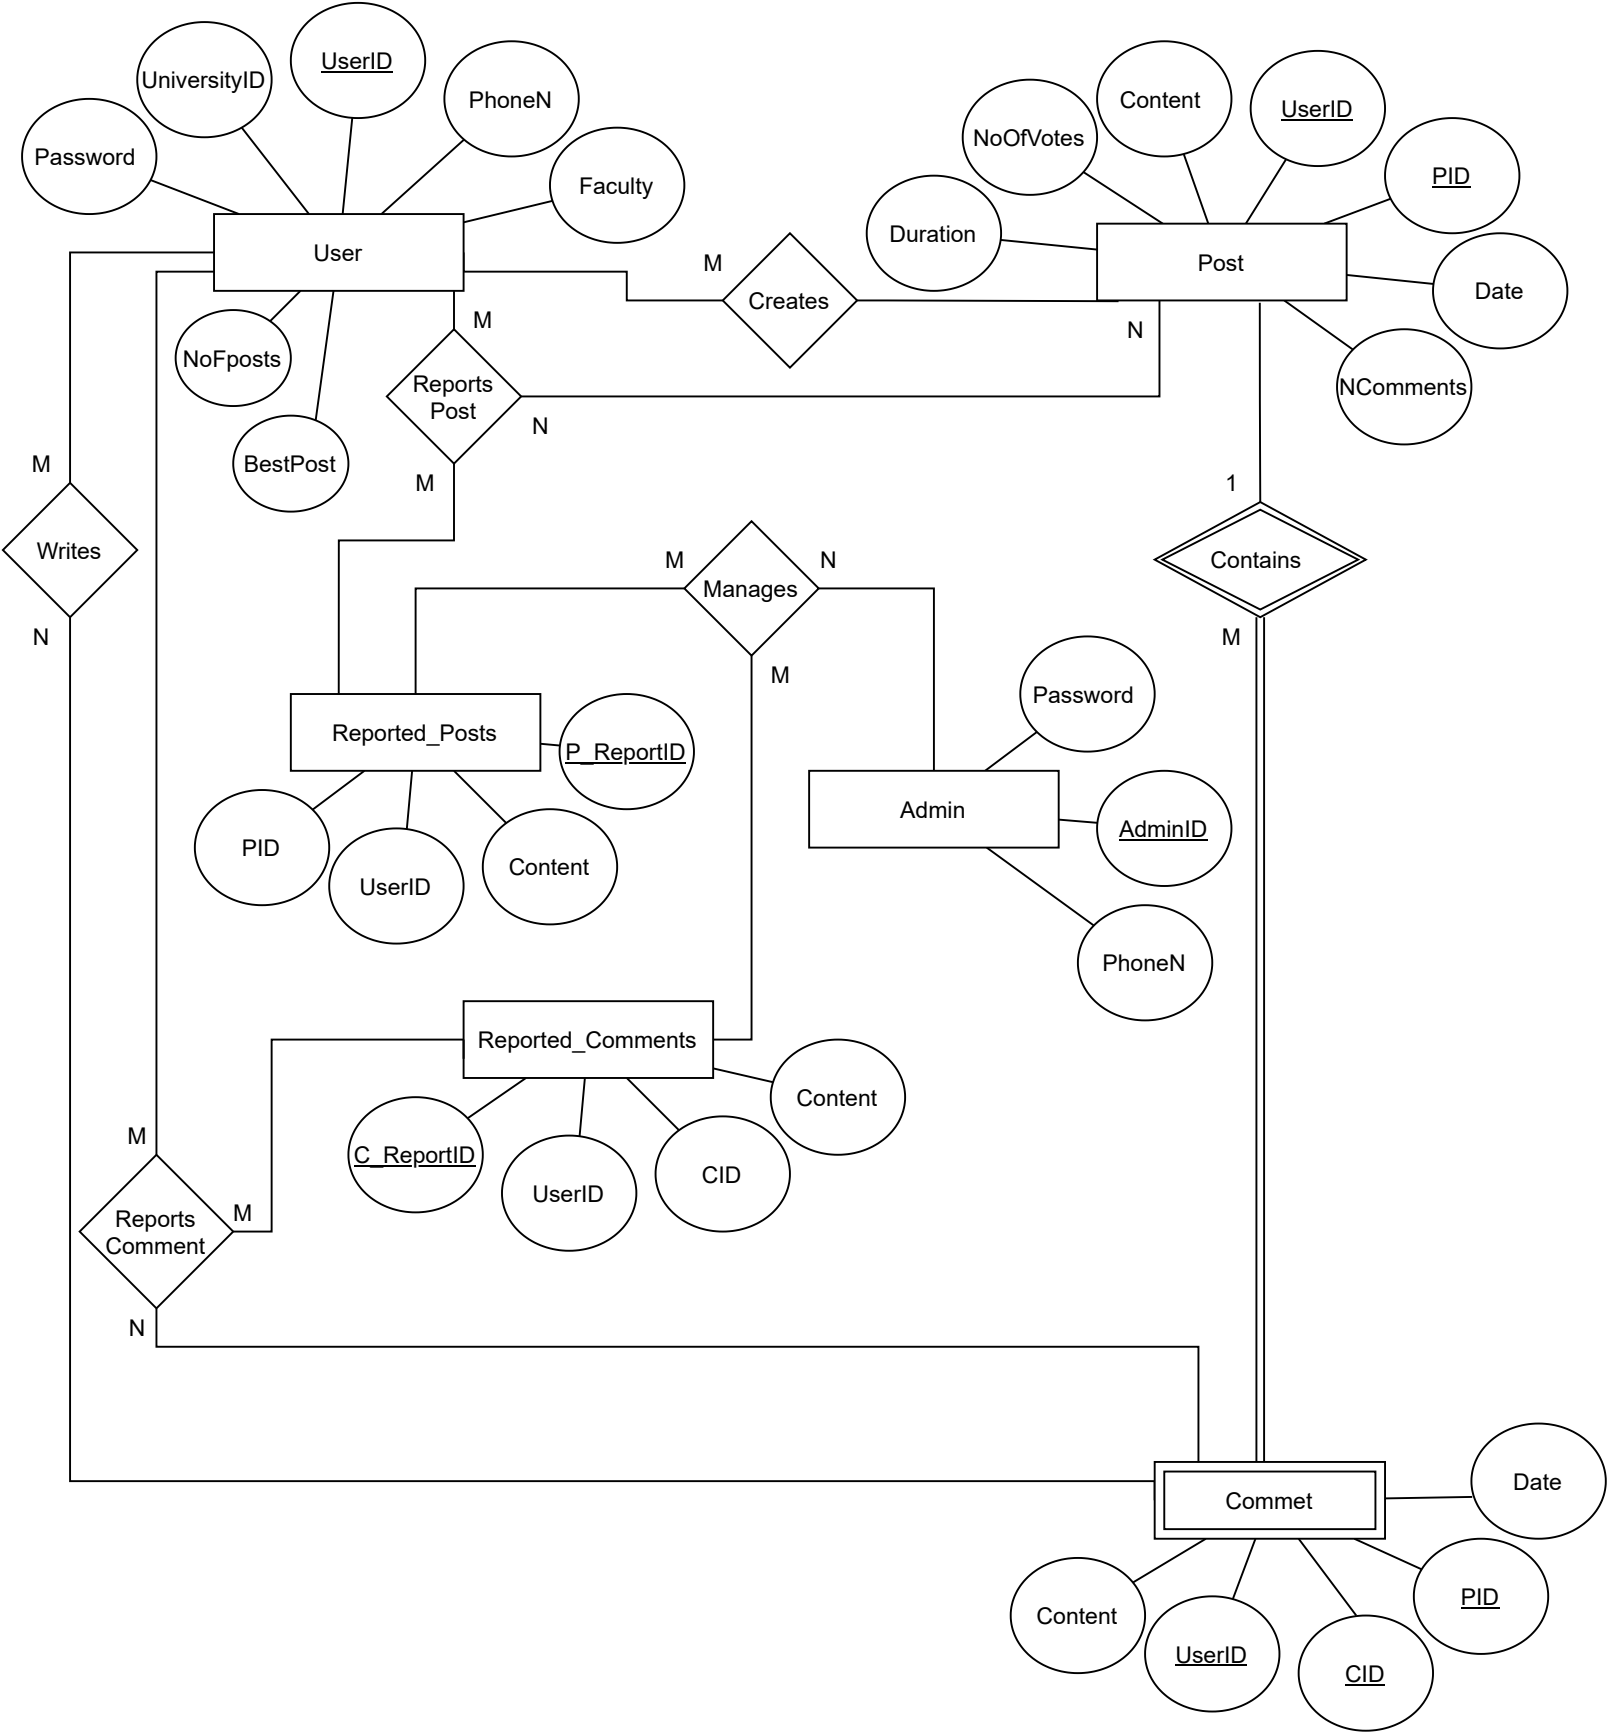 UserID
UniversityID
PhoneN
Password
Faculty
User
NoFposts
BestPost
Content
UserID
NoOfVotes
PID
Duration
Post
Date
NComments
M
Creates
N
M
Reports
Post
N
M
M
Writes
N
1
Contains
M
M
Manages
N
M
Reported_Posts
P_ReportID
PID
UserID
Content
Password
Admin
AdminID
PhoneN
Reported_Comments
Content
C_ReportID
UserID
CID
M
Reports
Comment
M
N
Commet
Date
PID
Content
UserID
CID